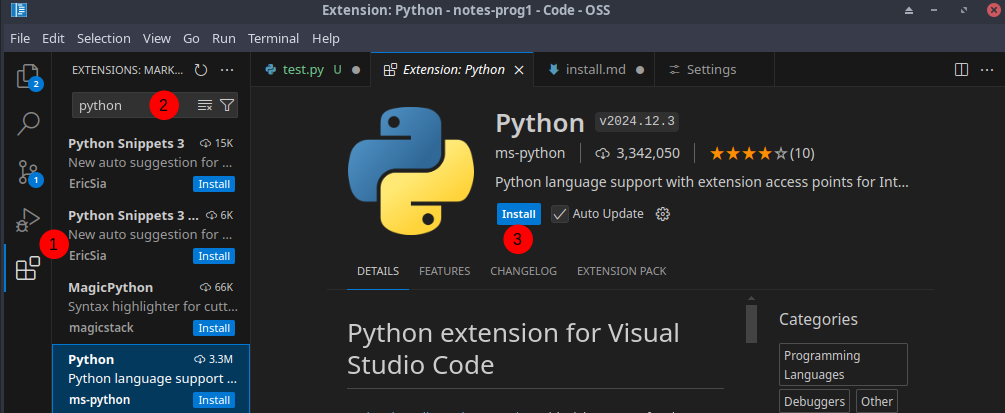 Extension: Python - notes-prog1 - Code - OSS
File Edit Selection View Go Run Terminal Help
EXTENSIONS: MARK... ···
test.py U
Extension: Python
install.md
Settings
···
2
1
python
2
Python Snippets 3 15K
New auto suggestion for ...
EricSia Install
Python Snippets 3 ... 6K
New auto suggestion for ...
EricSia Install
1
MagicPython 66K
Syntax highlighter for cutt...
magicstack Install
Python 3.3M
Python language support ...
ms-python Install
Python v2024.12.3
ms-python 3,342,050 (10)
Python language support with extension access points for Int...
Install Auto Update
3
DETAILS FEATURES CHANGELOG EXTENSION PACK
Python extension for Visual
Studio Code
Categories
Programming
Languages
Debuggers Other